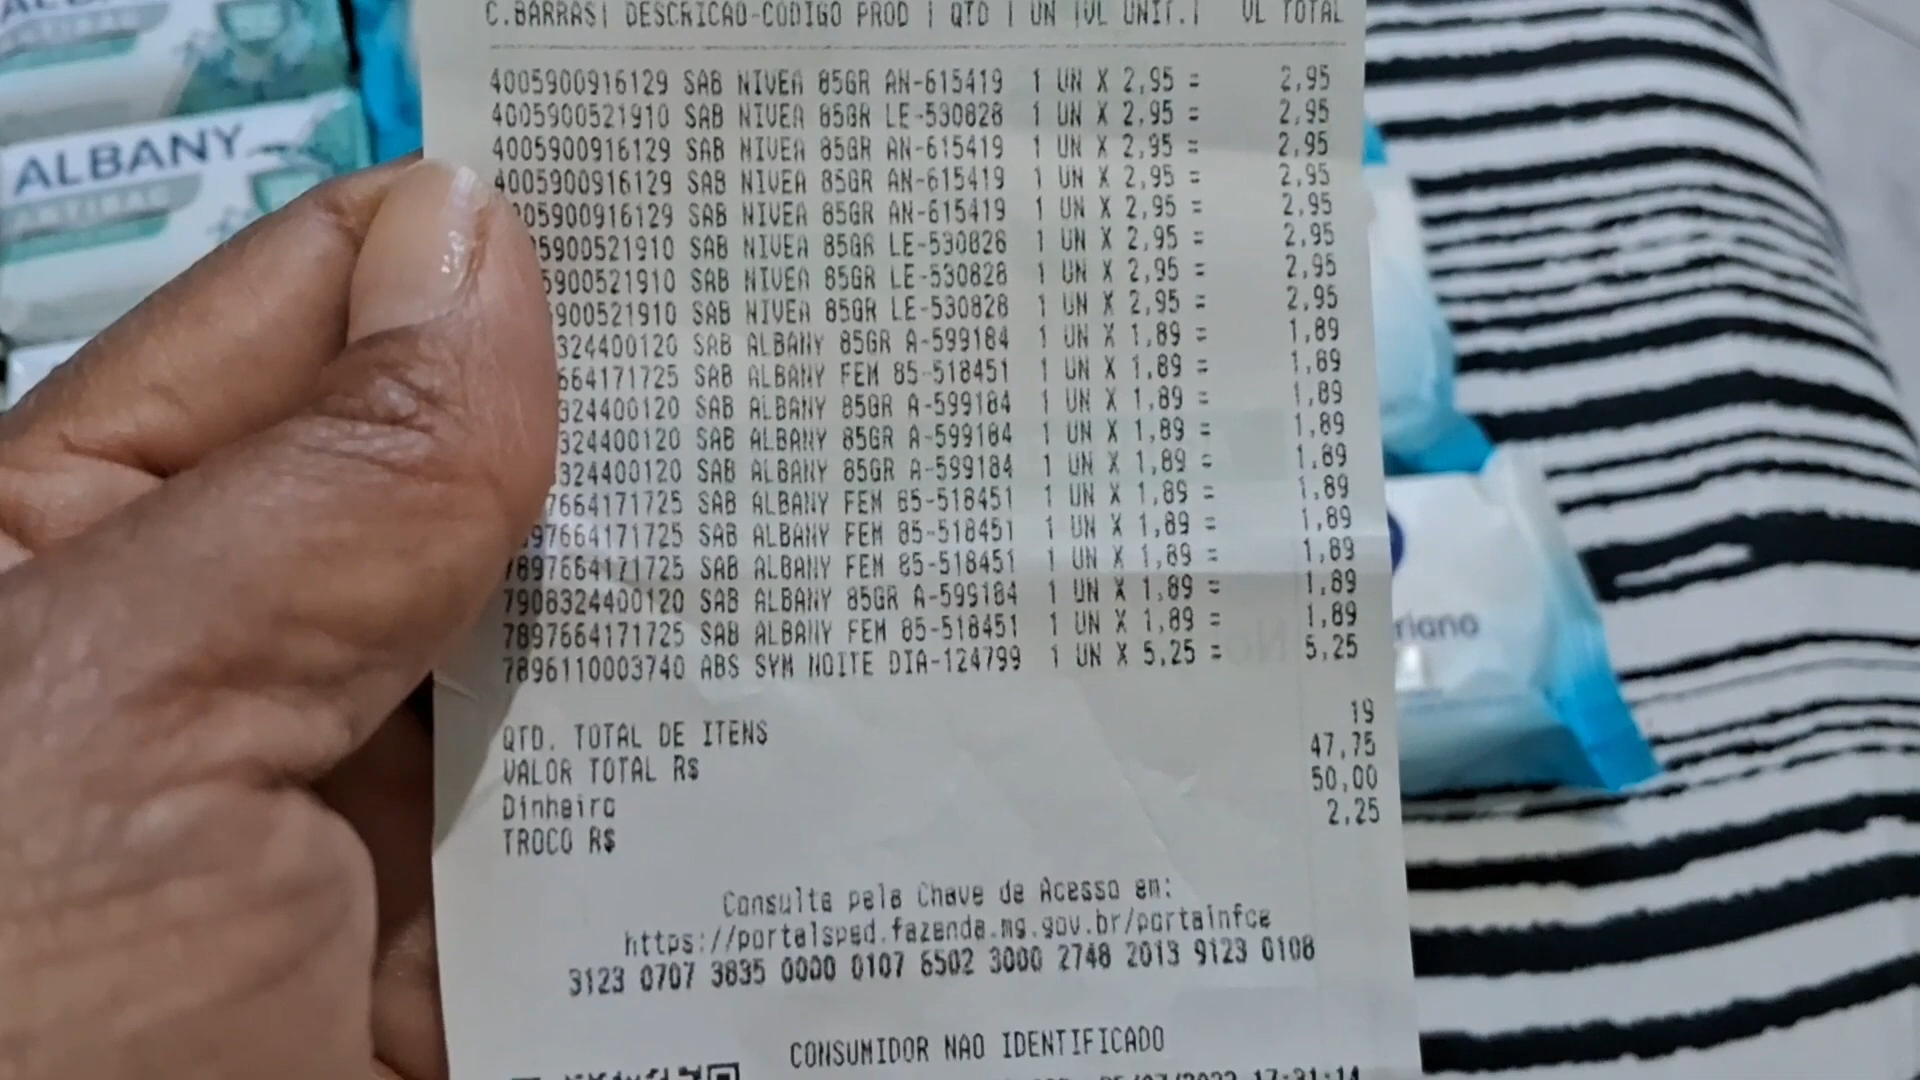 C.BARRAS| DESCRICAO-CODIGO PROD | QTD | UN |VL UNIT.| VL TOTAL
4005900916129 SAB NIVEA 85GR AN-615419 1 UN X 2,95 = 2,95
4005900521910 SAB NIVEA 85GR LE-530828 1 UN X 2,95 = 2,95
4005900916129 SAB NIVEA 85GR AN-615419 1 UN X 2,95 = 2,95
4005900916129 SAB NIVEA 85GR AN-615419 1 UN X 2,95 = 2,95
005900916129 SAB NIVEA 85GR AN-615419 1 UN X 2,95 = 2,95
5900521910 SAB NIVEA 85GR LE-530828 1 UN X 2,95 = 2,95
5900521910 SAB NIVEA 85GR LE-530828 1 UN X 2,95 = 2,95
900521910 SAB NIVEA 85GR LE-530828 1 UN X 2,95 = 2,95
324400120 SAB ALBANY 85GR A-599184 1 UN X 1,89 = 1,89
664171725 SAB ALBANY FEM 85-518451 1 UN X 1,89 = 1,89
324400120 SAB ALBANY 85GR A-599184 1 UN X 1,89 = 1,89
324400120 SAB ALBANY 85GR A-599184 1 UN X 1,89 = 1,89
324400120 SAB ALBANY 85GR A-599184 1 UN X 1,89 = 1,89
7664171725 SAB ALBANY FEM 85-518451 1 UN X 1,89 = 1,89
97664171725 SAB ALBANY FEM 85-518451 1 UN X 1,89 = 1,89
7897664171725 SAB ALBANY FEM 85-518451 1 UN X 1,89 = 1,89
7908324400120 SAB ALBANY 85GR A-599184 1 UN X 1,89 = 1,89
7897664171725 SAB ALBANY FEM 85-518451 1 UN X 1,89 = 1,89
7896110003740 ABS SYM NOITE DIA-124799 1 UN X 5,25 = 5,25
QTD. TOTAL DE ITENS 19
VALOR TOTAL R$ 47,75
Dinheiro 50,00
TROCO R$ 2,25
Consulte pela Chave de Acesso em:
https://portalsped.fazenda.mg.gov.br/portalnfce
3123 0707 3835 0000 0107 6502 3000 2748 2013 9123 0108
CONSUMIDOR NAO IDENTIFICADO
17:31:14
ALBANY
ANTIBAC
riano